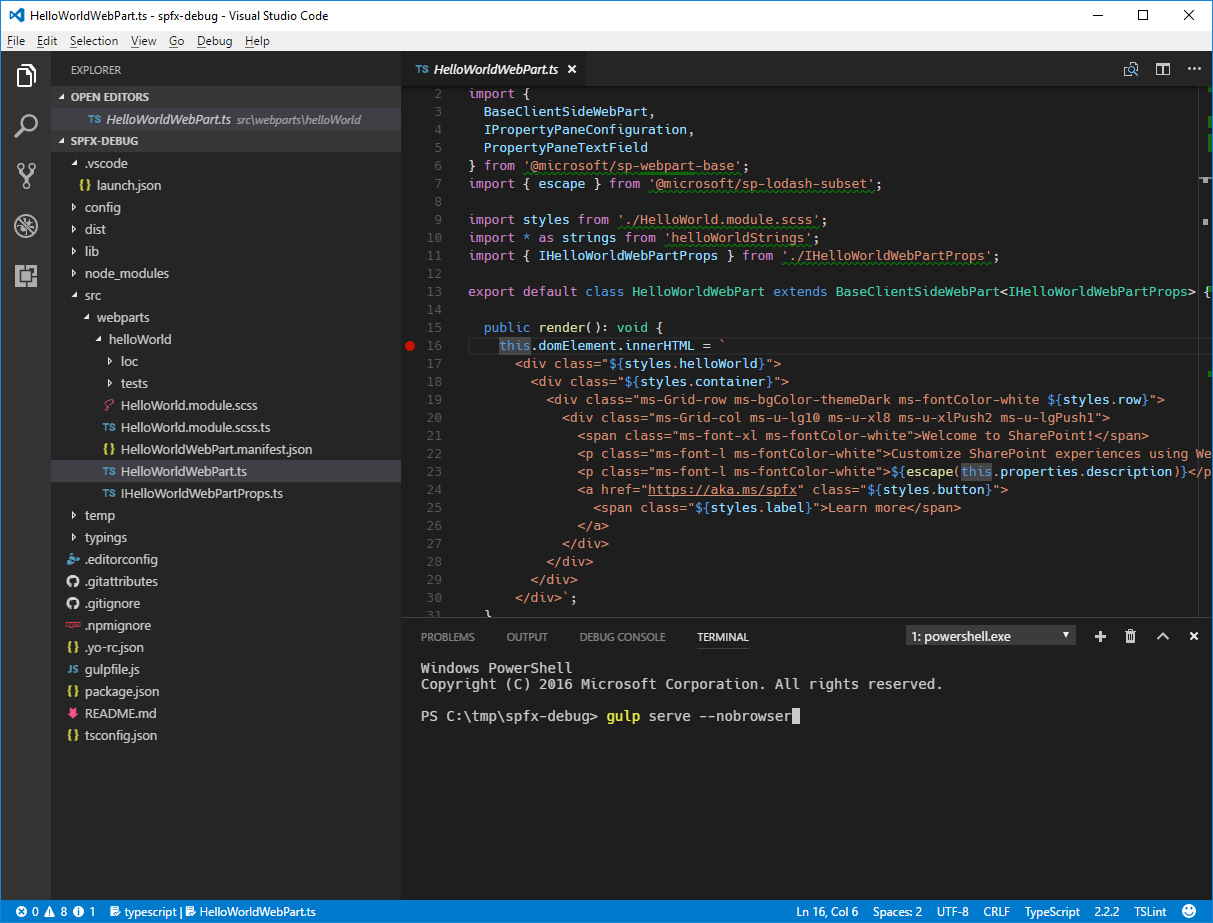 HelloWorldWebPart.ts - spfx-debug - Visual Studio Code
File Edit Selection View Go Debug Help
EXPLORER
OPEN EDITORS
TS HelloWorldWebPart.ts src\webparts\helloWorld
SPFX-DEBUG
.vscode
{} launch.json
config
dist
lib
node_modules
src
webparts
helloWorld
loc
tests
HelloWorld.module.scss
TS HelloWorld.module.scss.ts
{} HelloWorldWebPart.manifest.json
TS HelloWorldWebPart.ts
TS IHelloWorldWebPartProps.ts
temp
typings
.editorconfig
.gitattributes
.gitignore
.npmignore
{} .yo-rc.json
JS gulpfile.js
{} package.json
README.md
{} tsconfig.json
TS HelloWorldWebPart.ts
2 import {
3 BaseClientSideWebPart,
4 IPropertyPaneConfiguration,
5 PropertyPaneTextField
6 } from '@microsoft/sp-webpart-base';
7 import { escape } from '@microsoft/sp-lodash-subset';
8
9 import styles from './HelloWorld.module.scss';
10 import * as strings from 'helloWorldStrings';
11 import { IHelloWorldWebPartProps } from './IHelloWorldWebPartProps';
12
13 export default class HelloWorldWebPart extends BaseClientSideWebPart<IHelloWorldWebPartProps> {
14
15 public render(): void {
16 this.domElement.innerHTML = `
17 <div class="${styles.helloWorld}">
18 <div class="${styles.container}">
19 <div class="ms-Grid-row ms-bgColor-themeDark ms-fontColor-white ${styles.row}">
20 <div class="ms-Grid-col ms-u-lg10 ms-u-xl8 ms-u-xlPush2 ms-u-lgPush1">
21 <span class="ms-font-xl ms-fontColor-white">Welcome to SharePoint!</span>
22 <p class="ms-font-l ms-fontColor-white">Customize SharePoint experiences using We
23 <p class="ms-font-l ms-fontColor-white">${escape(this.properties.description)}</p
24 <a href="https://aka.ms/spfx" class="${styles.button}">
25 <span class="${styles.label}">Learn more</span>
26 </a>
27 </div>
28 </div>
29 </div>
30 </div>`;
31 }
PROBLEMS OUTPUT DEBUG CONSOLE TERMINAL 1: powershell.exe
Windows PowerShell
Copyright (C) 2016 Microsoft Corporation. All rights reserved.
PS C:\tmp\spfx-debug> gulp serve --nobrowser
0 8 1 typescript | HelloWorldWebPart.ts Ln 16, Col 6 Spaces: 2 UTF-8 CRLF TypeScript 2.2.2 TSLint